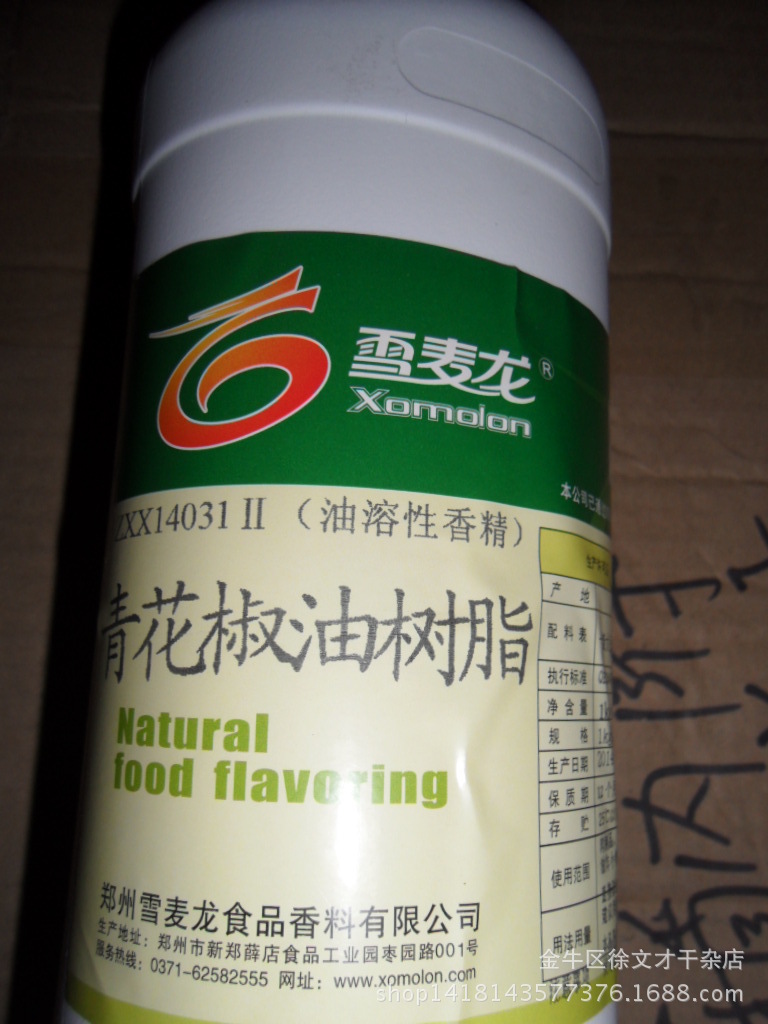 雪麦龙®
Xomolon
本公司已通
ZXX14031 II （油溶性香精）
青花椒油树脂
Natural
food flavoring
产 地
配料表
执行标准
净含量
规 格
生产日期
保质期
存 贮
使用范围
用法用量
郑州雪麦龙食品香料有限公司
生产地址：郑州市新郑薛店食品工业园枣园路001号
服务热线：0371-62582555 网址：www.xomolon.com
金牛区徐文才干杂店
shop1418143577376.1688.com